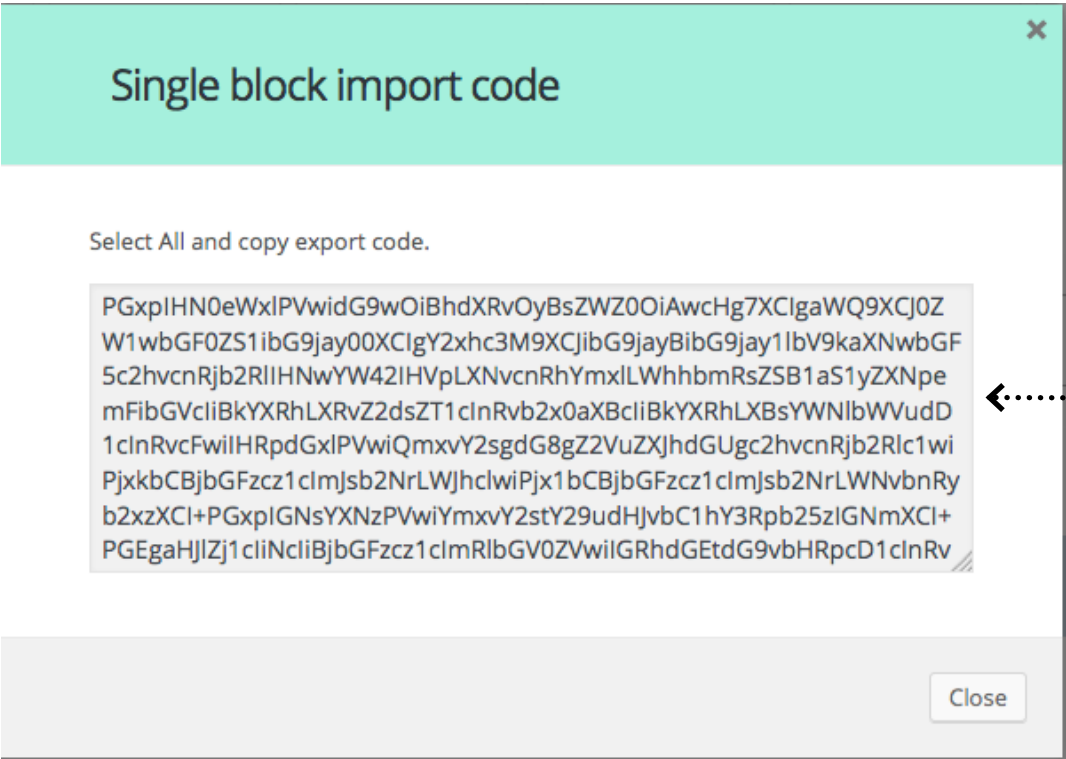 Single block import code
Select All and copy export code.
PGxpIHN0eWxlPVwidG9wOiBhdXRvOyBsZWZ0OiAwcHg7XCIgaWQ9XCJ0Z
W1wbGF0ZS1ibG9jay00XCIgY2xhc3M9XCJibG9jayBibG9jay1lbV9kaXNwbGF
5c2hvcnRjb2RlIHNwYW42IHVpLXNvcnRhYmxlLWhhbmRsZSB1aS1yZXNpe
mFibGVcIiBkYXRhLXRvZ2dsZT1cInRvb2x0aXBcIiBkYXRhLXBsYWNlbWVudD
1cInRvcFwiIHRpdGxlPVwiQmxvY2sgdG8gZ2VuZXJhdGUgc2hvcnRjb2Rlc1wi
PjxkbCBjbGFzcz1cImJsb2NrLWJhclwiPjx1bCBjbGFzcz1cImJsb2NrLWNvbnRy
b2xzXCI+PGxpIGNsYXNzPVwiYmxvY2stY29udHJvbC1hY3Rpb25zIGNmXCI+
PGEgaHJlZj1cIiNcIiBjbGFzcz1cImRlbGV0ZVwiIGRhdGEtdG9vbHRpcD1cInRv
Close